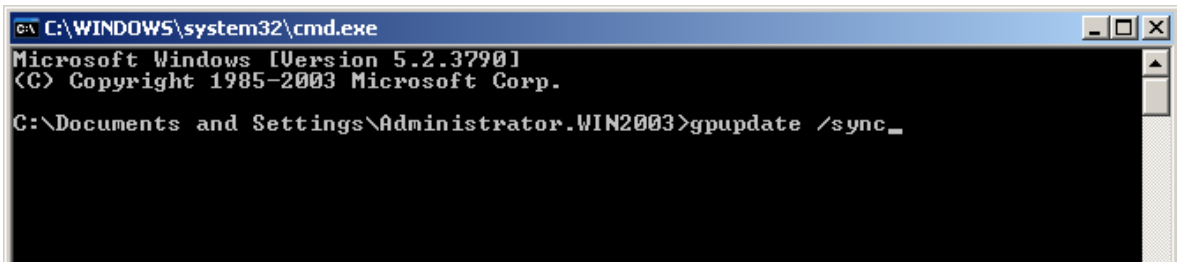 C:\WINDOWS\system32\cmd.exe
Microsoft Windows [Version 5.2.3790]
(C) Copyright 1985-2003 Microsoft Corp.
C:\Documents and Settings\Administrator.WIN2003>gpupdate /sync_